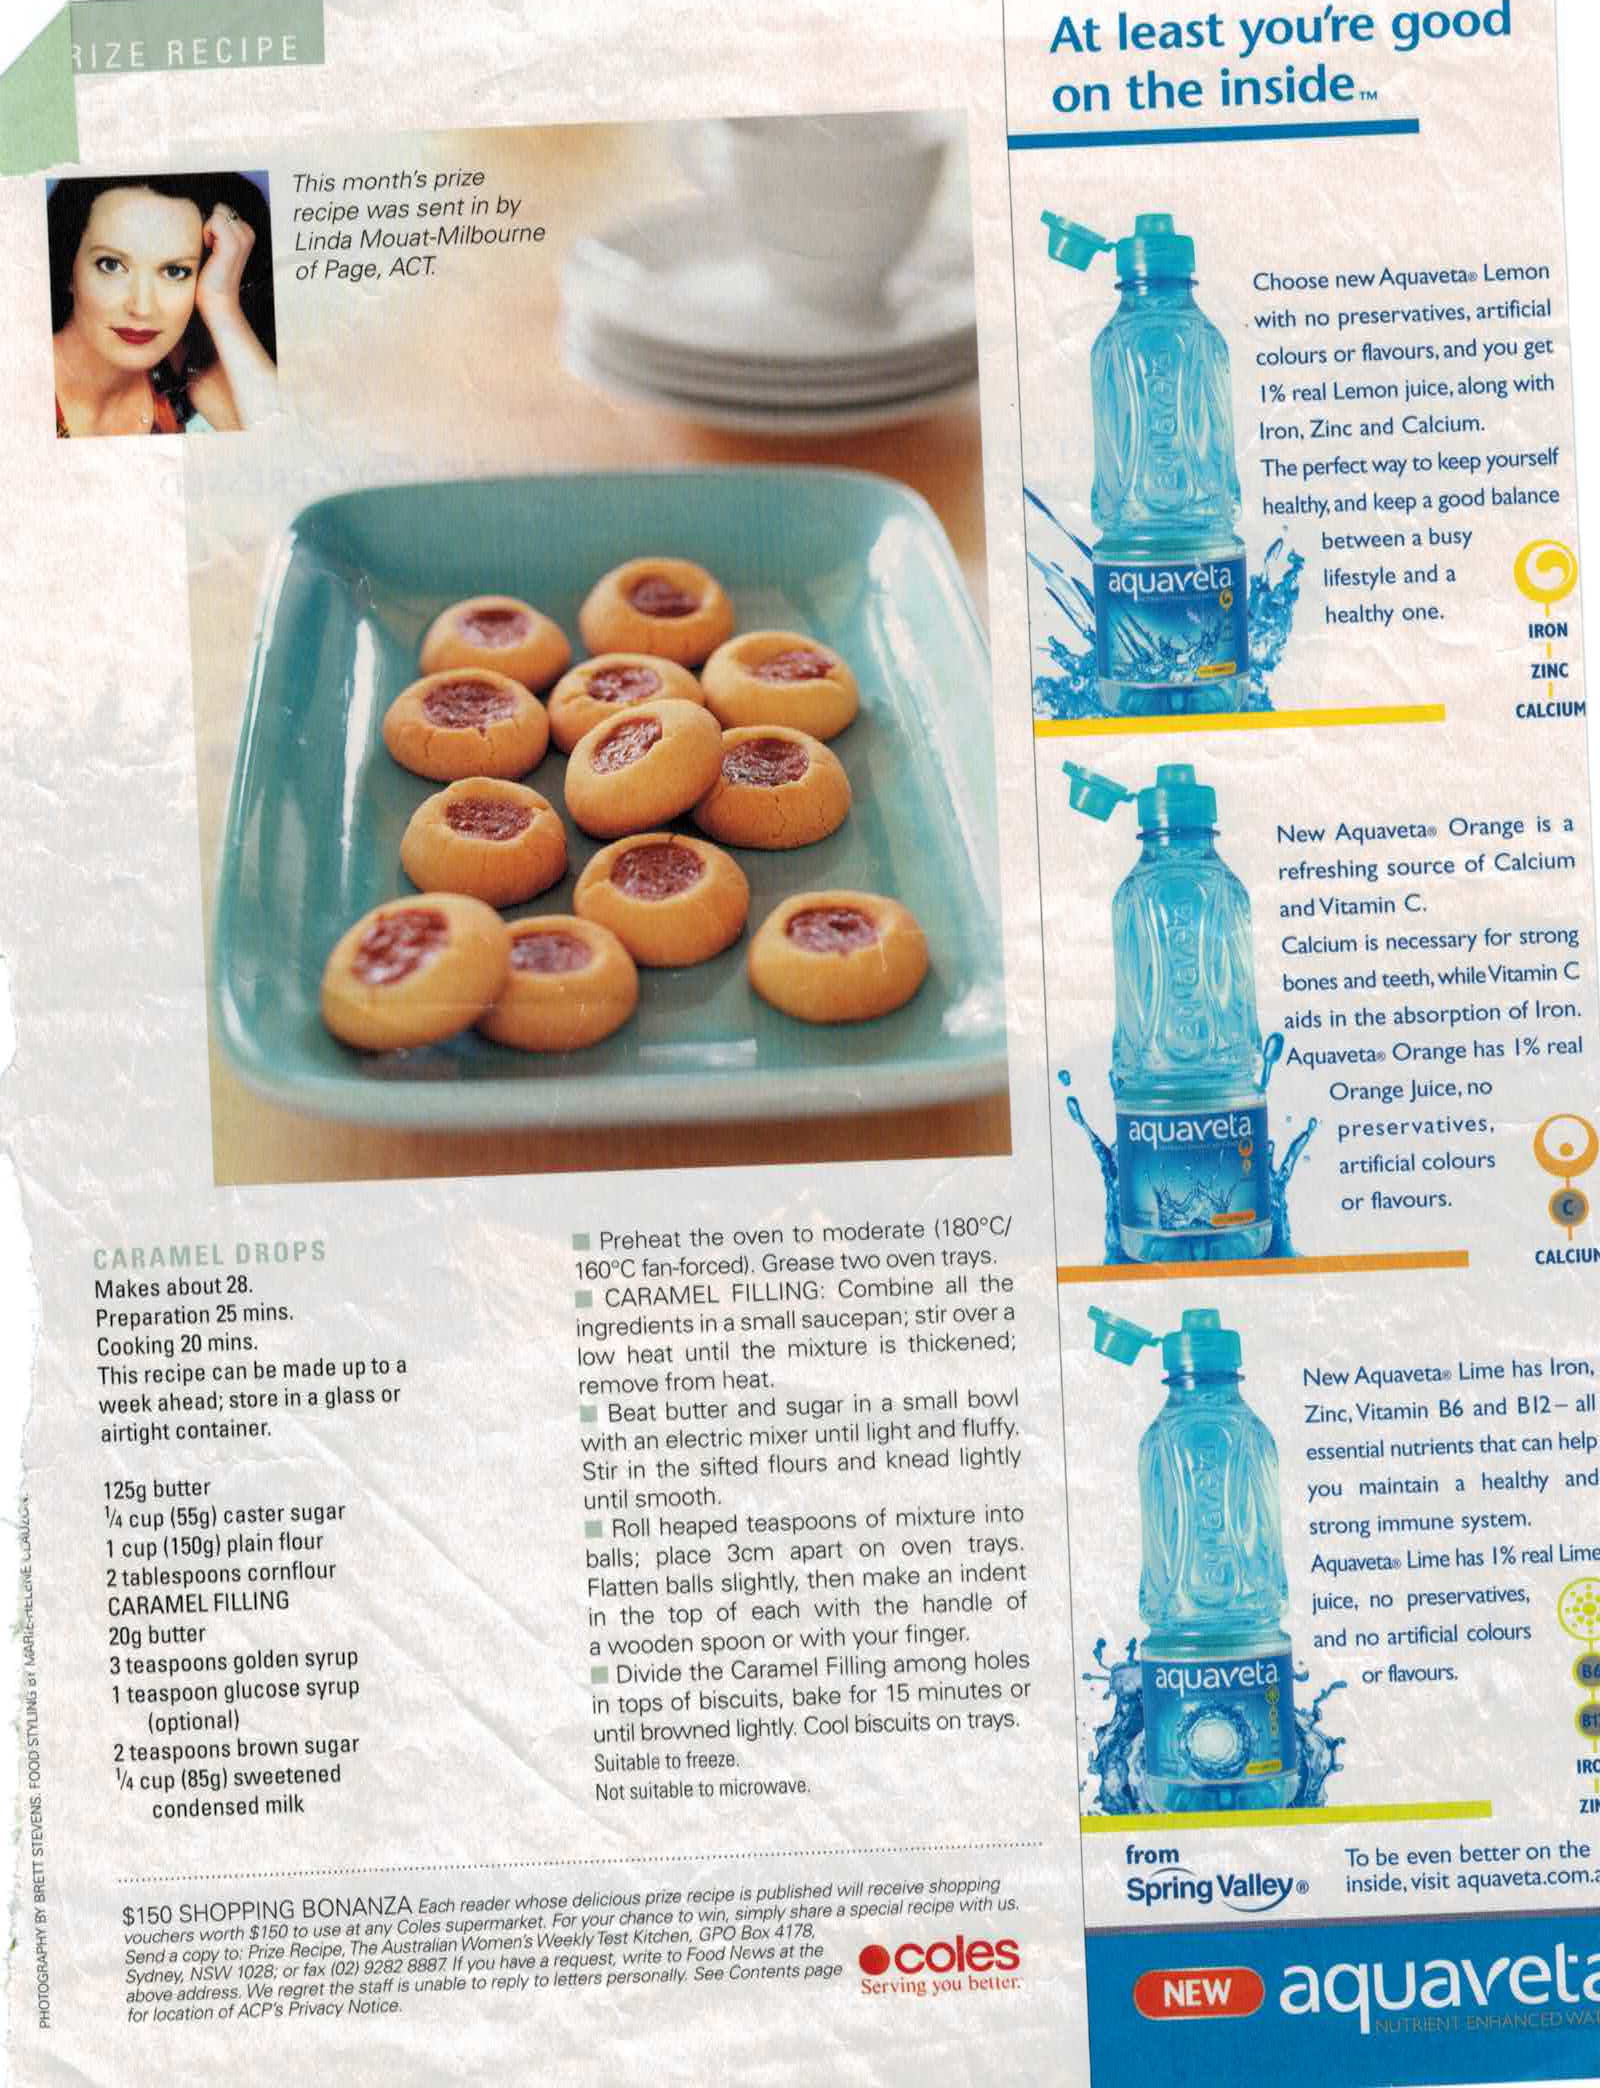 RIZE RECIPE
This month's prize
recipe was sent in by
Linda Mouat-Milbourne
of Page, ACT.
CARAMEL DROPS
Makes about 28.
Preparation 25 mins.
Cooking 20 mins.
This recipe can be made up to a
week ahead; store in a glass or
airtight container.
125g butter
¼ cup (55g) caster sugar
1 cup (150g) plain flour
2 tablespoons cornflour
CARAMEL FILLING
20g butter
3 teaspoons golden syrup
1 teaspoon glucose syrup
(optional)
2 teaspoons brown sugar
¼ cup (85g) sweetened
condensed milk
■ Preheat the oven to moderate (180°C/
160°C fan-forced). Grease two oven trays.
■ CARAMEL FILLING: Combine all the
ingredients in a small saucepan; stir over a
low heat until the mixture is thickened;
remove from heat.
■ Beat butter and sugar in a small bowl
with an electric mixer until light and fluffy.
Stir in the sifted flours and knead lightly
until smooth.
■ Roll heaped teaspoons of mixture into
balls; place 3cm apart on oven trays.
Flatten balls slightly, then make an indent
in the top of each with the handle of
a wooden spoon or with your finger.
■ Divide the Caramel Filling among holes
in tops of biscuits, bake for 15 minutes or
until browned lightly. Cool biscuits on trays.
Suitable to freeze.
Not suitable to microwave.
$150 SHOPPING BONANZA Each reader whose delicious prize recipe is published will receive shopping
vouchers worth $150 to use at any Coles supermarket. For your chance to win, simply share a special recipe with us.
Send a copy to: Prize Recipe, The Australian Women's Weekly Test Kitchen, GPO Box 4178,
Sydney, NSW 1028; or fax (02) 9282 8887. If you have a request, write to Food News at the
above address. We regret the staff is unable to reply to letters personally. See Contents page
for location of ACP's Privacy Notice.
coles
Serving you better.
PHOTOGRAPHY BY BRETT STEVENS. FOOD STYLING BY MARIE-HELENE CLAUZON.
At least you're good
on the inside™
Choose new Aquaveta® Lemon
with no preservatives, artificial
colours or flavours, and you get
1% real Lemon juice, along with
Iron, Zinc and Calcium.
The perfect way to keep yourself
healthy, and keep a good balance
between a busy
lifestyle and a
healthy one.
aquaveta
IRON
ZINC
CALCIUM
New Aquaveta® Orange is a
refreshing source of Calcium
and Vitamin C.
Calcium is necessary for strong
bones and teeth, while Vitamin C
aids in the absorption of Iron.
Aquaveta® Orange has 1% real
Orange Juice, no
preservatives,
artificial colours
or flavours.
aquaveta
C
CALCIUM
New Aquaveta® Lime has Iron,
Zinc, Vitamin B6 and B12 – all
essential nutrients that can help
you maintain a healthy and
strong immune system.
Aquaveta® Lime has 1% real Lime
juice, no preservatives,
and no artificial colours
or flavours.
aquaveta
B6
B1
IRO
ZIN
from
Spring Valley®
To be even better on the
inside, visit aquaveta.com.a
NEW aquaveta
NUTRIENT ENHANCED WAT